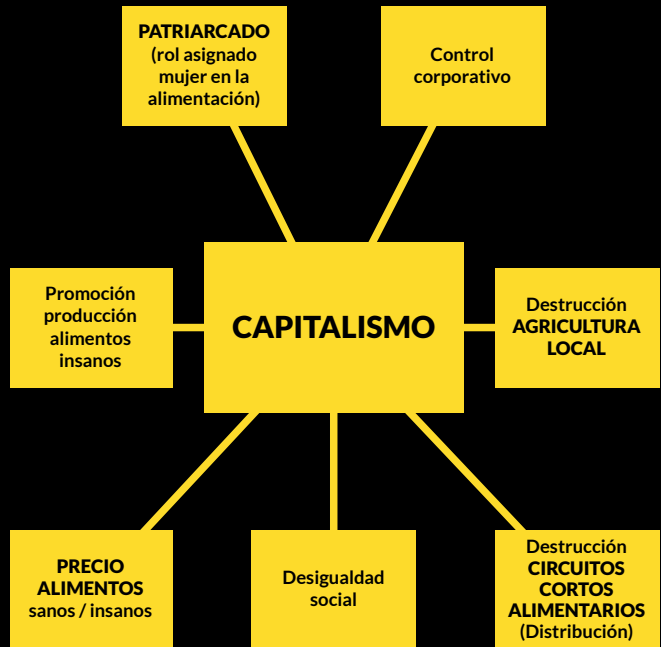 PATRIARCADO
(rol asignado
mujer en la
alimentación)
Control
corporativo
Promoción
producción
alimentos
insanos
CAPITALISMO
Destrucción
AGRICULTURA
LOCAL
PRECIO
ALIMENTOS
sanos / insanos
Desigualdad
social
Destrucción
CIRCUITOS
CORTOS
ALIMENTARIOS
(Distribución)